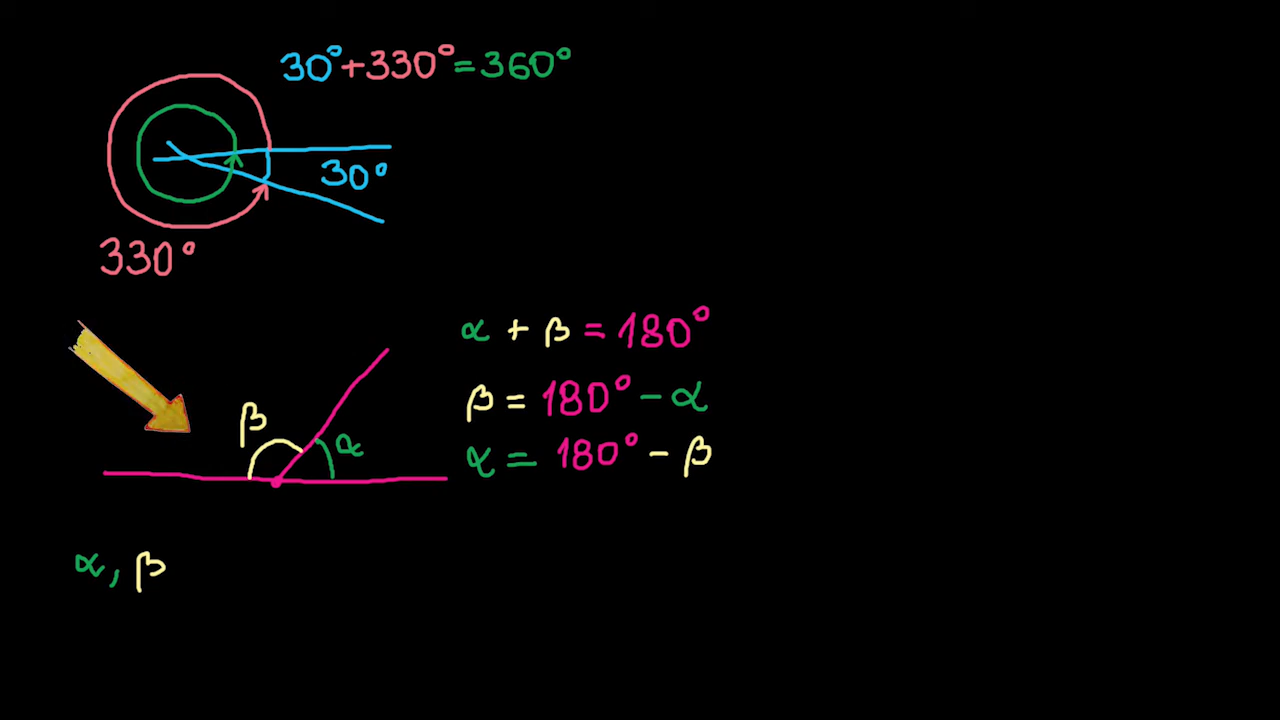 30°+330°=360°
30°
330°
α + β = 180°
β = 180° - α
α = 180° - β
β
α
α, β